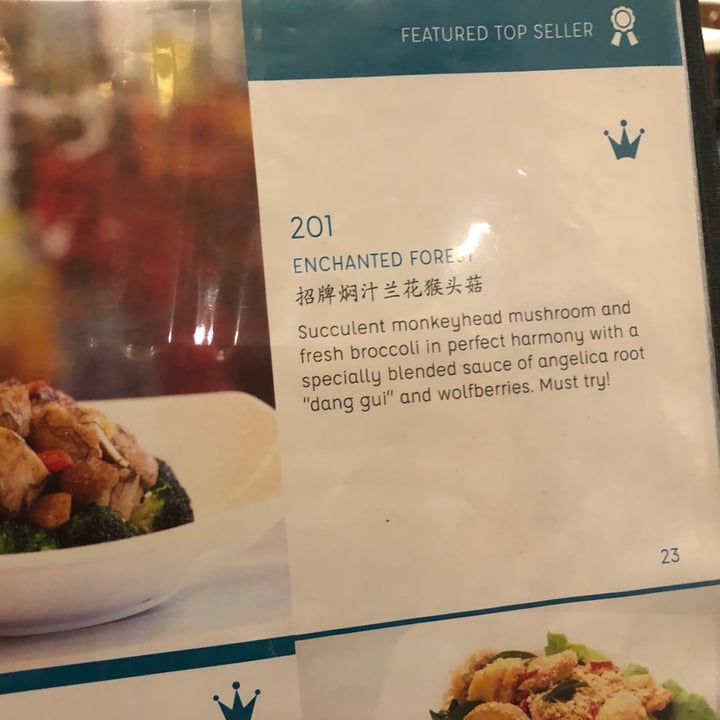 FEATURED TOP SELLER
201
ENCHANTED FOREST
招牌焖汁兰花猴头菇
Succulent monkeyhead mushroom and
fresh broccoli in perfect harmony with a
specially blended sauce of angelica root
"dang gui" and wolfberries. Must try!
23